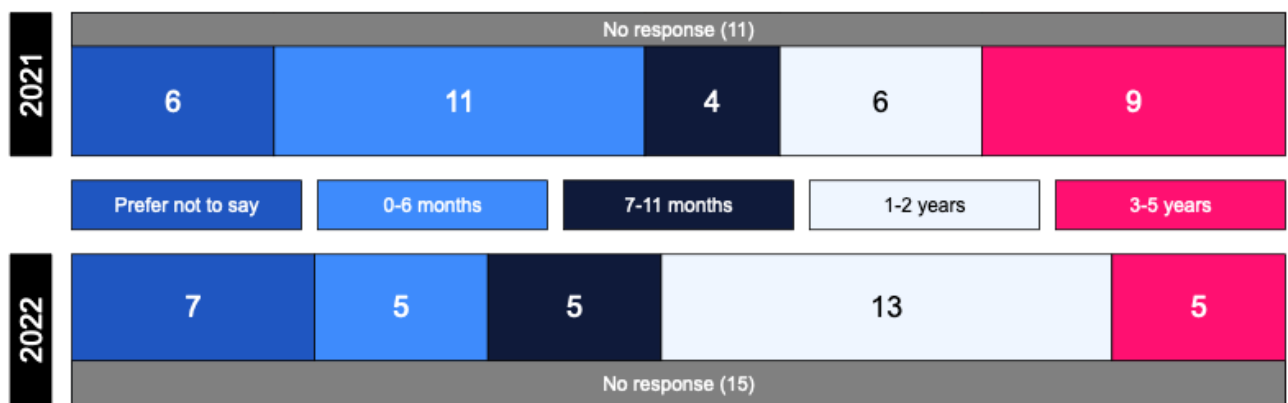 2021
No response (11)
6 11 4 6 9
Prefer not to say 0-6 months 7-11 months 1-2 years 3-5 years
2022
7 5 5 13 5
No response (15)